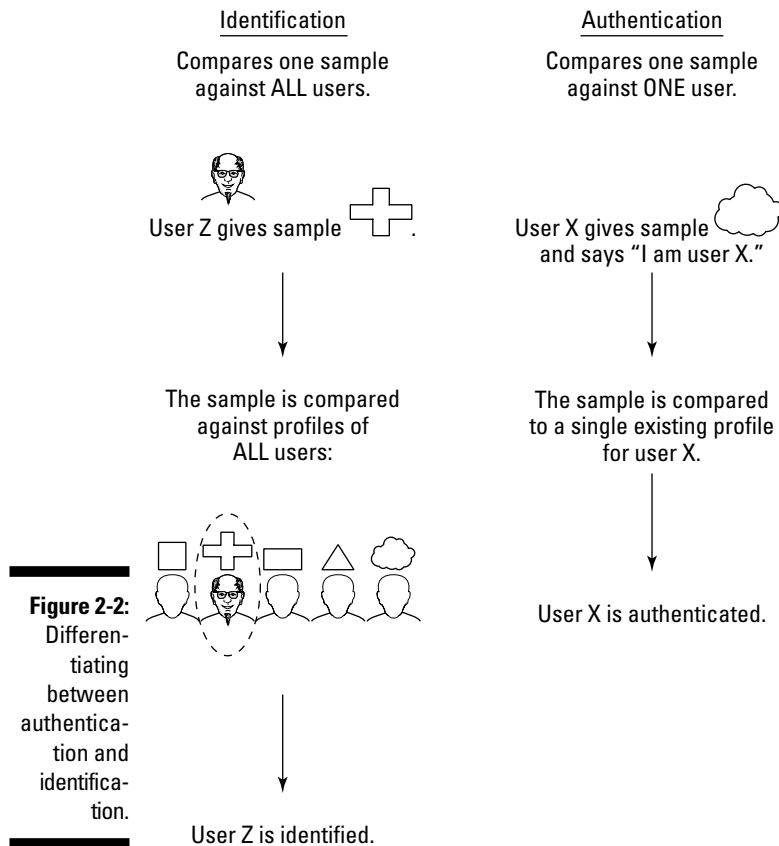 Identification
Compares one sample
against ALL users.
User Z gives sample .
The sample is compared
against profiles of
ALL users:
User Z is identified.
Authentication
Compares one sample
against ONE user.
User X gives sample
and says “I am user X.”
The sample is compared
to a single existing profile
for user X.
User X is authenticated.
Figure 2-2:
Differen-
tiating
between
authentica-
tion and
identifica-
tion.